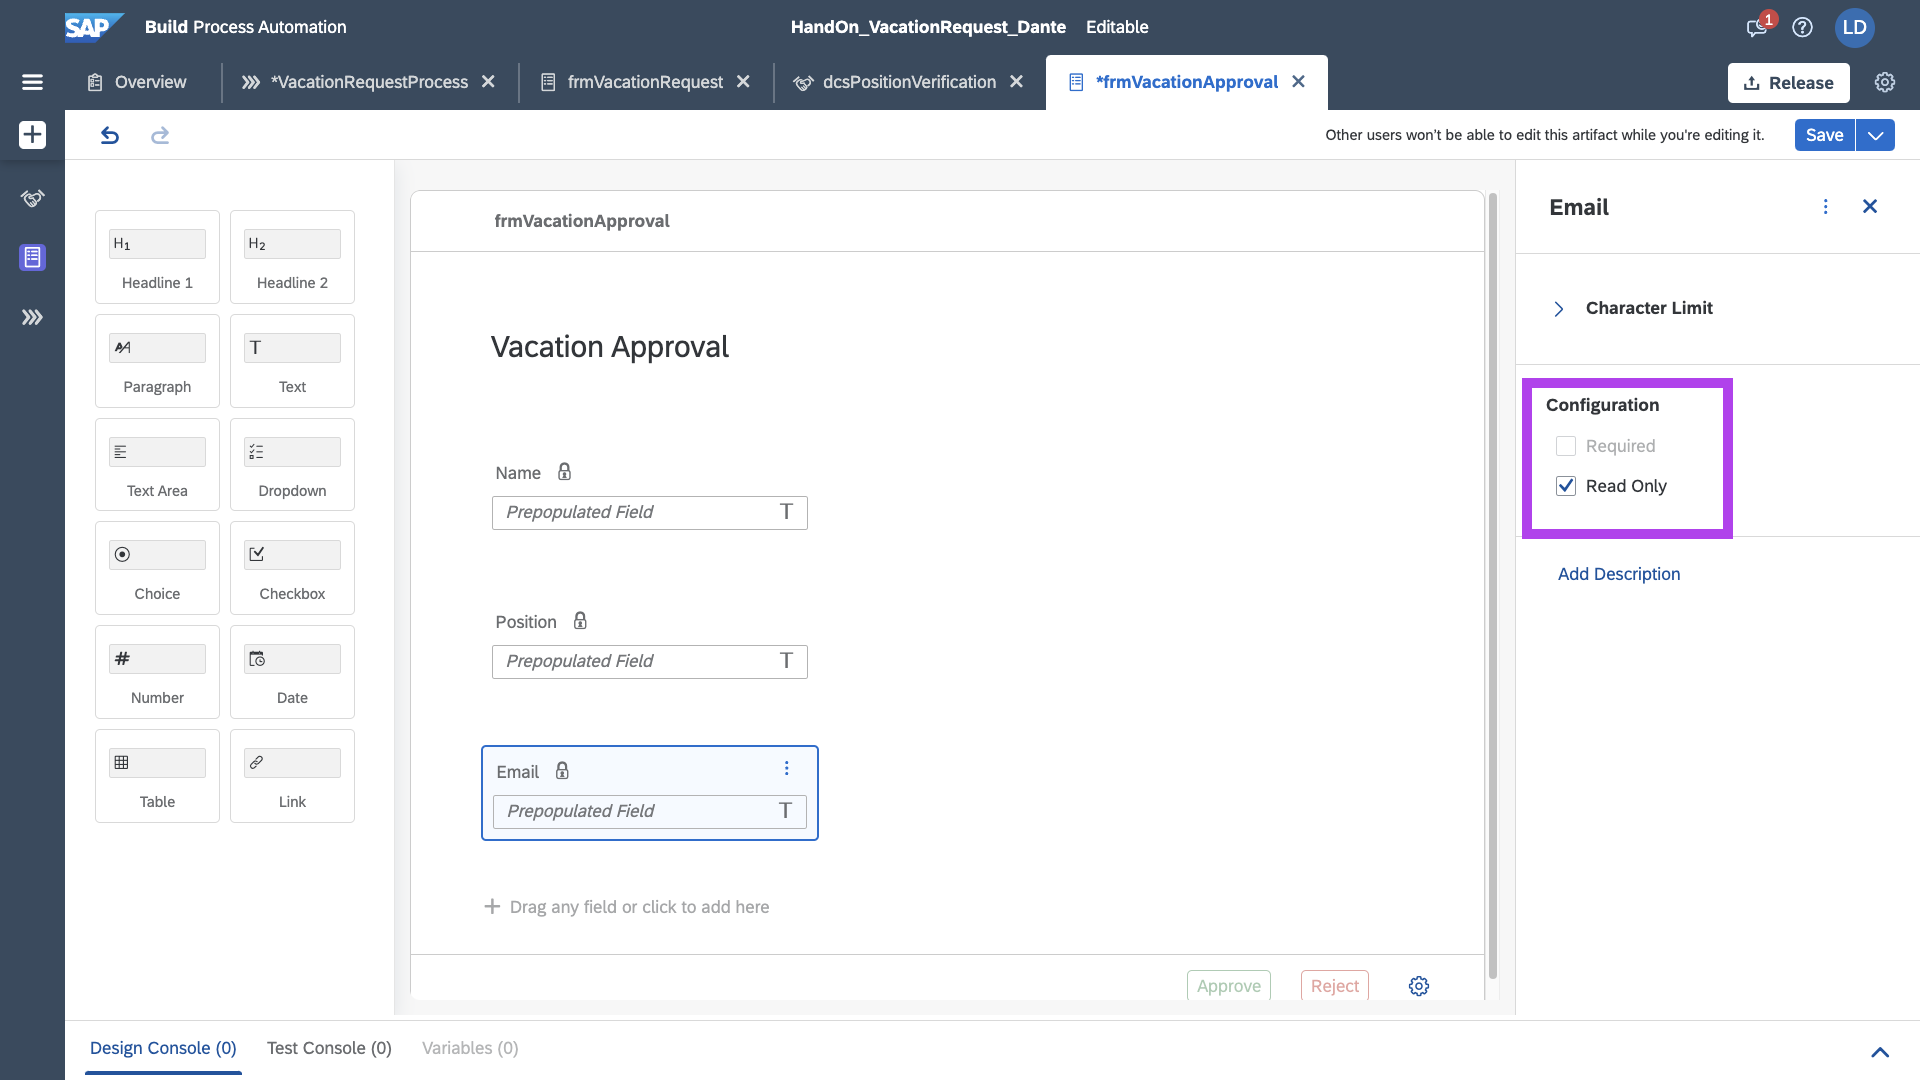 SAP Build Process Automation
HandOn_VacationRequest_Dante Editable
1
LD
Overview
*VacationRequestProcess
frmVacationRequest
dcsPositionVerification
*frmVacationApproval
Release
Other users won't be able to edit this artifact while you're editing it.
Save
H1
Headline 1
H2
Headline 2
Paragraph
T
Text
Text Area
Dropdown
Choice
Checkbox
#
Number
Date
Table
Link
frmVacationApproval
Vacation Approval
Name
Prepopulated Field T
Position
Prepopulated Field T
Email
Prepopulated Field T
+ Drag any field or click to add here
Approve
Reject
Email
Character Limit
Configuration
Required
Read Only
Add Description
Design Console (0)
Test Console (0)
Variables (0)